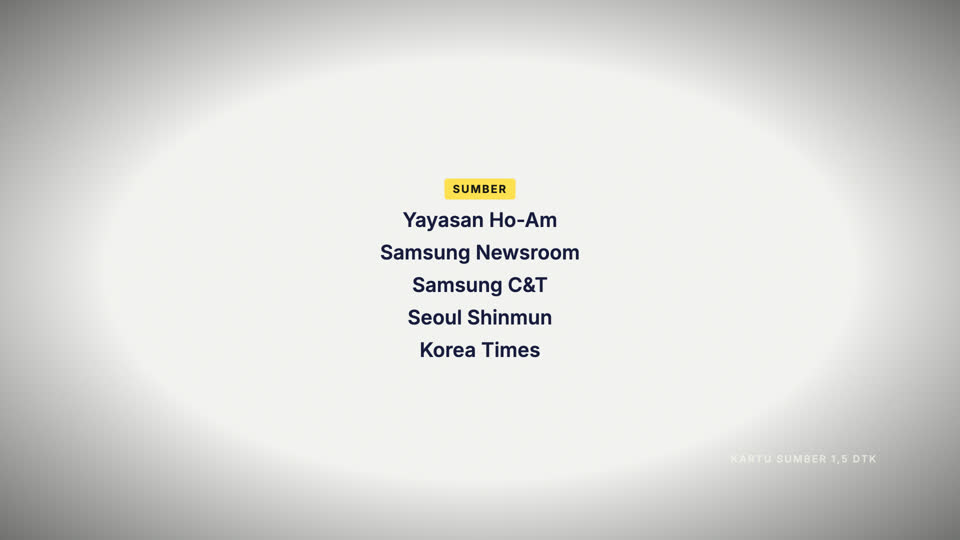 SUMBER
Yayasan Ho-Am
Samsung Newsroom
Samsung C&T
Seoul Shinmun
Korea Times
KARTU SUMBER 1,5 DTK